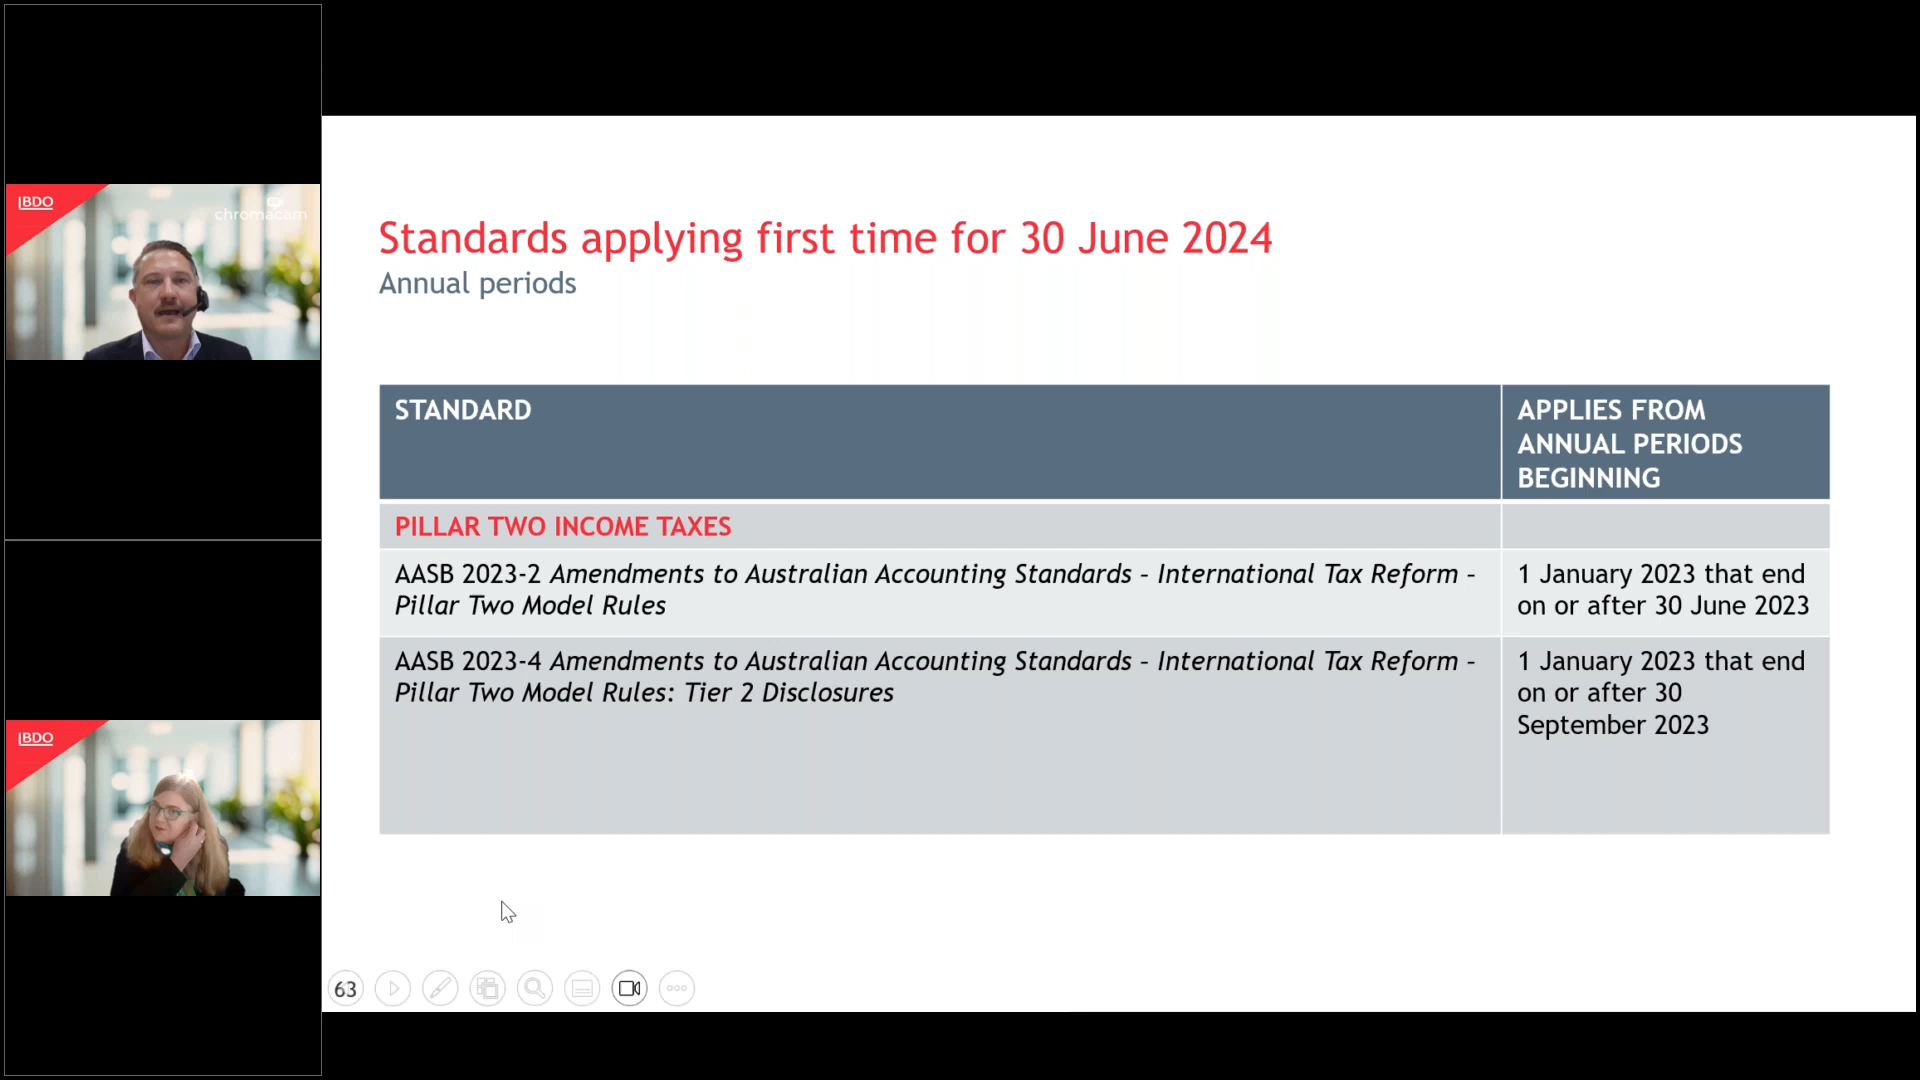 BDO
chromacam
BDO
Standards applying first time for 30 June 2024
Annual periods
STANDARD
APPLIES FROM
ANNUAL PERIODS
BEGINNING
PILLAR TWO INCOME TAXES
AASB 2023-2 Amendments to Australian Accounting Standards – International Tax Reform –
Pillar Two Model Rules
1 January 2023 that end
on or after 30 June 2023
AASB 2023-4 Amendments to Australian Accounting Standards – International Tax Reform –
Pillar Two Model Rules: Tier 2 Disclosures
1 January 2023 that end
on or after 30
September 2023
63